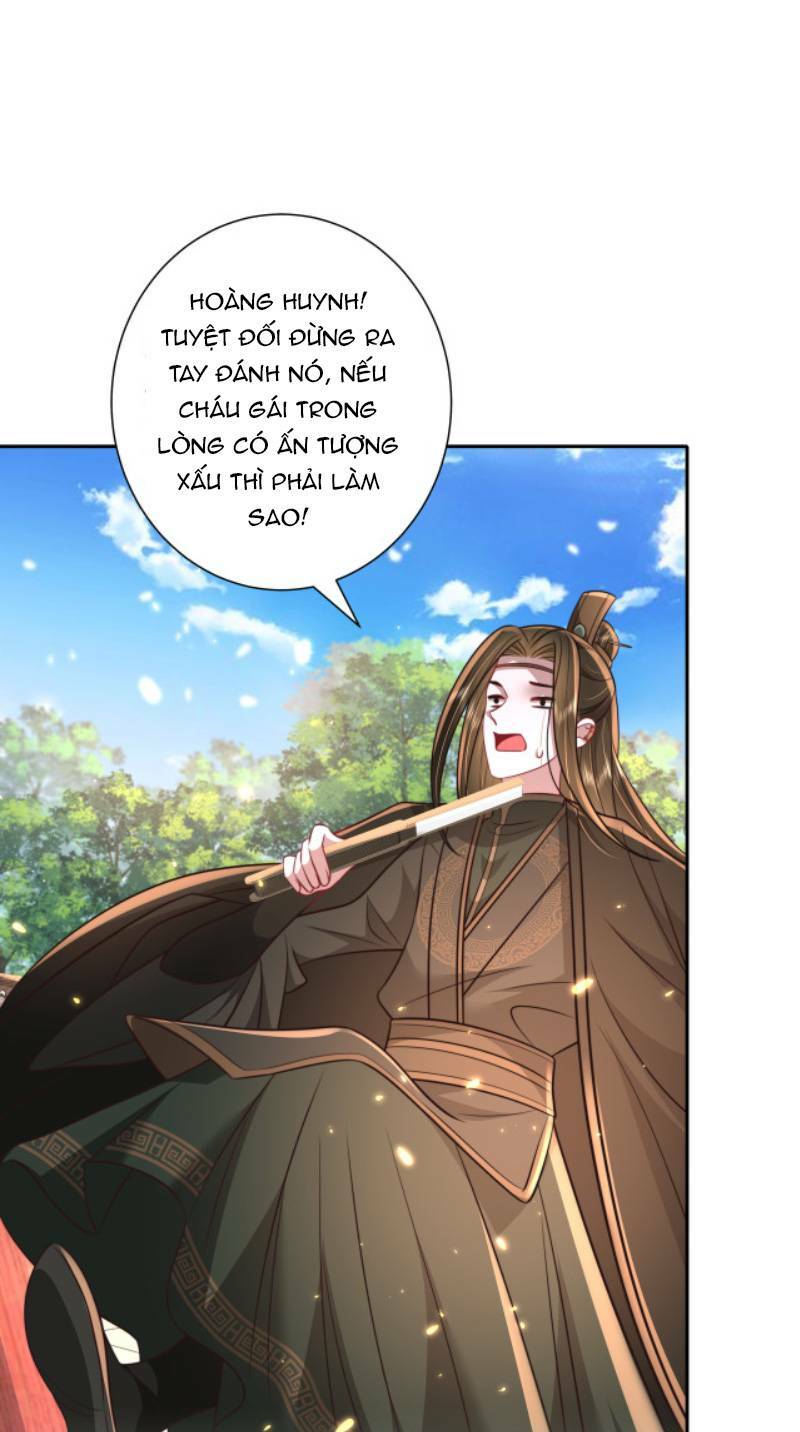 HOÀNG HUYNH!
TUYỆT ĐỐI ĐỪNG RA
TAY ĐÁNH NÓ, NẾU
CHÁU GÁI TRONG
LÒNG CÓ ẤN TƯỢNG
XẤU THÌ PHẢI LÀM
SAO!